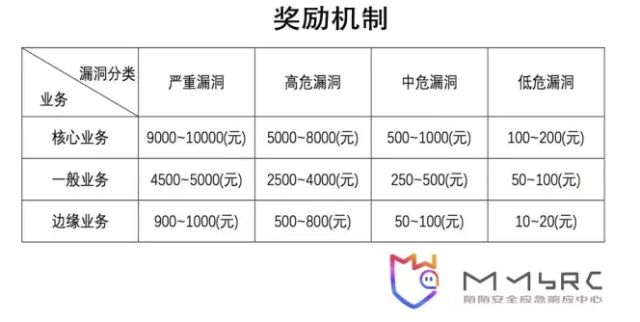 奖励机制
漏洞分类 严重漏洞 高危漏洞 中危漏洞 低危漏洞
业务
核心业务 9000~10000(元) 5000~8000(元) 500~1000(元) 100~200(元)
一般业务 4500~5000(元) 2500~4000(元) 250~500(元) 50~100(元)
边缘业务 900~1000(元) 500~800(元) 50~100(元) 10~20(元)
MMSRC
陌陌安全应急响应中心